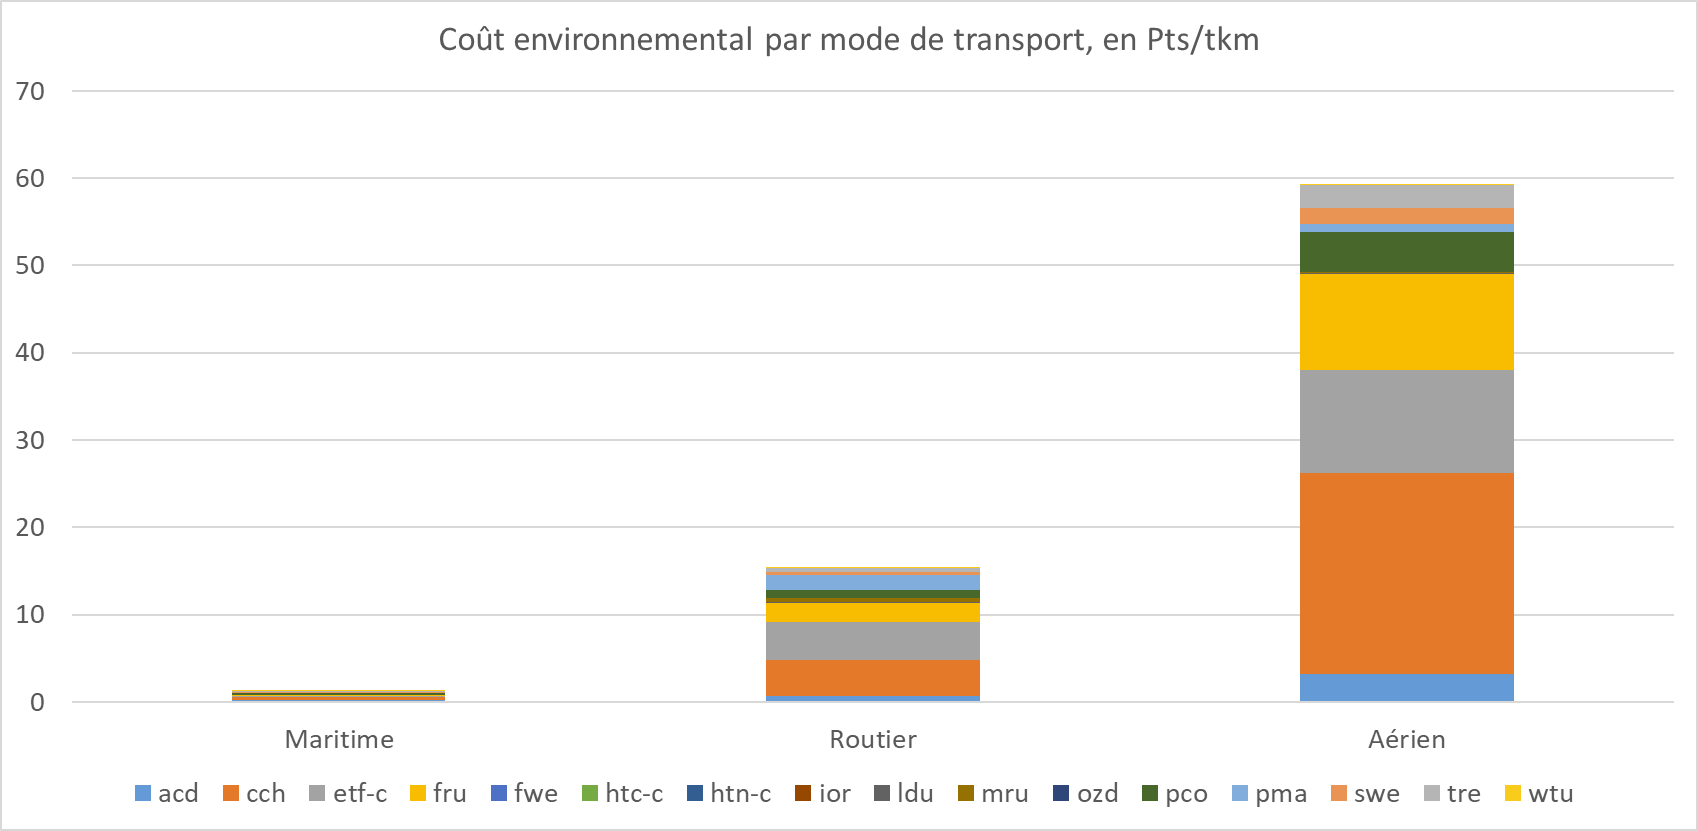 Coût environnemental par mode de transport, en Pts/tkm
70
60
50
40
30
20
10
0
Maritime Routier Aérien
acd cch etf-c fru fwe htc-c htn-c ior ldu mru ozd pco pma swe tre wtu